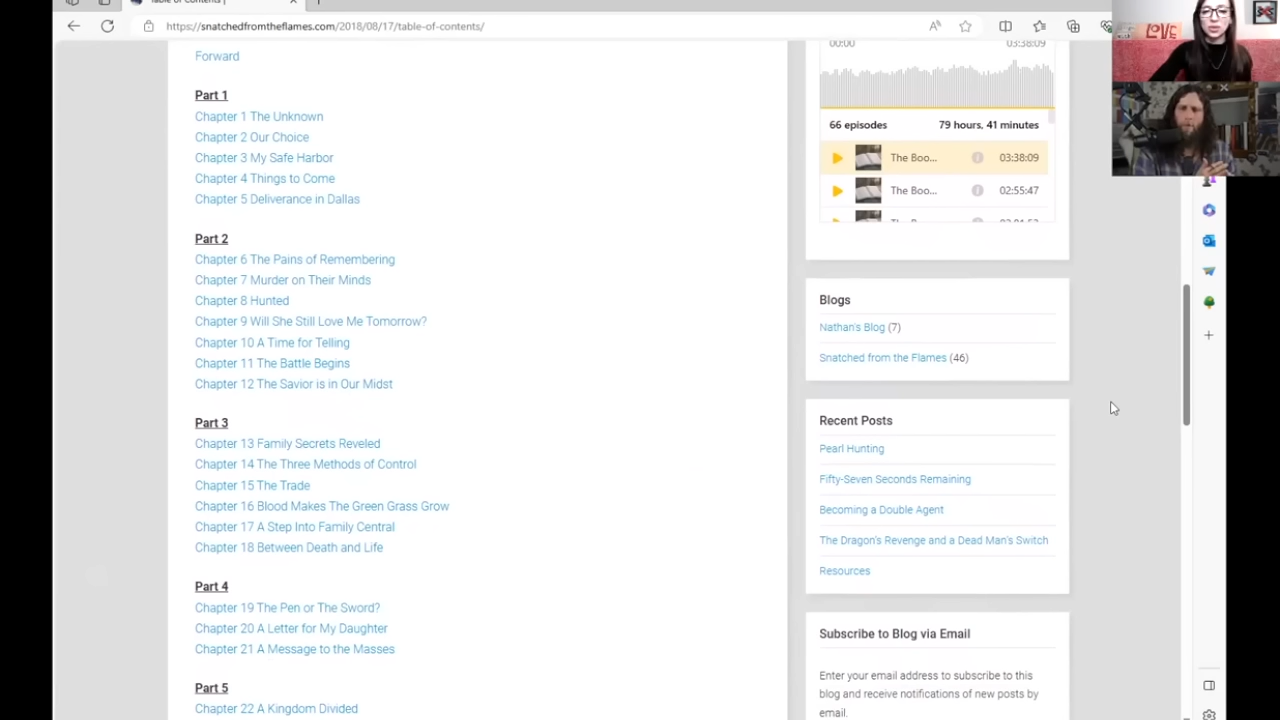 Table of Contents |
https://snatchedfromtheflames.com/2018/08/17/table-of-contents/
Forward
Part 1
Chapter 1 The Unknown
Chapter 2 Our Choice
Chapter 3 My Safe Harbor
Chapter 4 Things to Come
Chapter 5 Deliverance in Dallas
Part 2
Chapter 6 The Pains of Remembering
Chapter 7 Murder on Their Minds
Chapter 8 Hunted
Chapter 9 Will She Still Love Me Tomorrow?
Chapter 10 A Time for Telling
Chapter 11 The Battle Begins
Chapter 12 The Savior is in Our Midst
Part 3
Chapter 13 Family Secrets Reveled
Chapter 14 The Three Methods of Control
Chapter 15 The Trade
Chapter 16 Blood Makes The Green Grass Grow
Chapter 17 A Step Into Family Central
Chapter 18 Between Death and Life
Part 4
Chapter 19 The Pen or The Sword?
Chapter 20 A Letter for My Daughter
Chapter 21 A Message to the Masses
Part 5
Chapter 22 A Kingdom Divided
00:00 03:38:09
66 episodes 79 hours, 41 minutes
The Boo... 03:38:09
The Boo... 02:55:47
Blogs
Nathan's Blog (7)
Snatched from the Flames (46)
Recent Posts
Pearl Hunting
Fifty-Seven Seconds Remaining
Becoming a Double Agent
The Dragon's Revenge and a Dead Man's Switch
Resources
Subscribe to Blog via Email
Enter your email address to subscribe to this
blog and receive notifications of new posts by
email.
LOVE